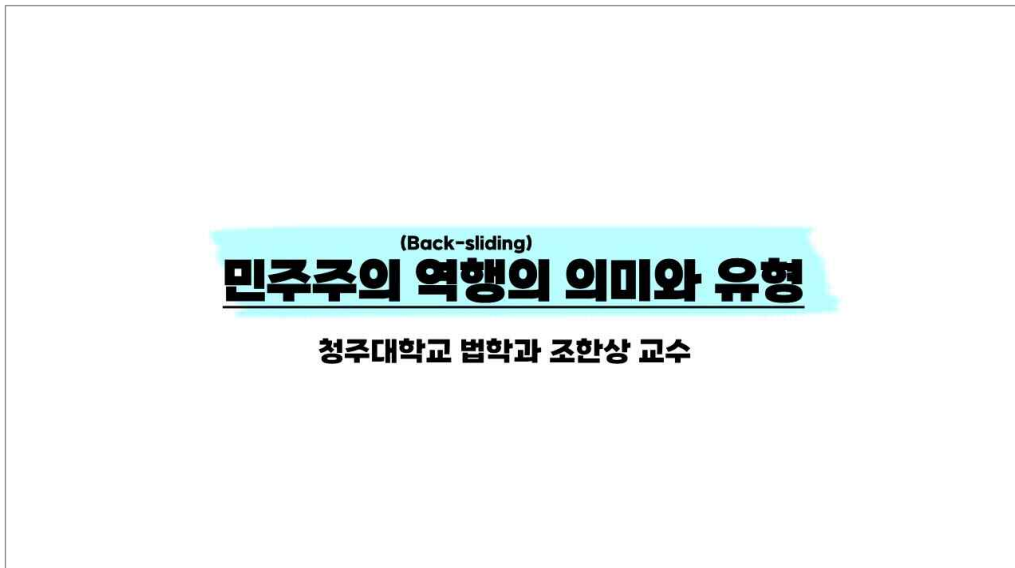 (Back-sliding)
민주주의 역행의 의미와 유형
청주대학교 법학과 조한상 교수